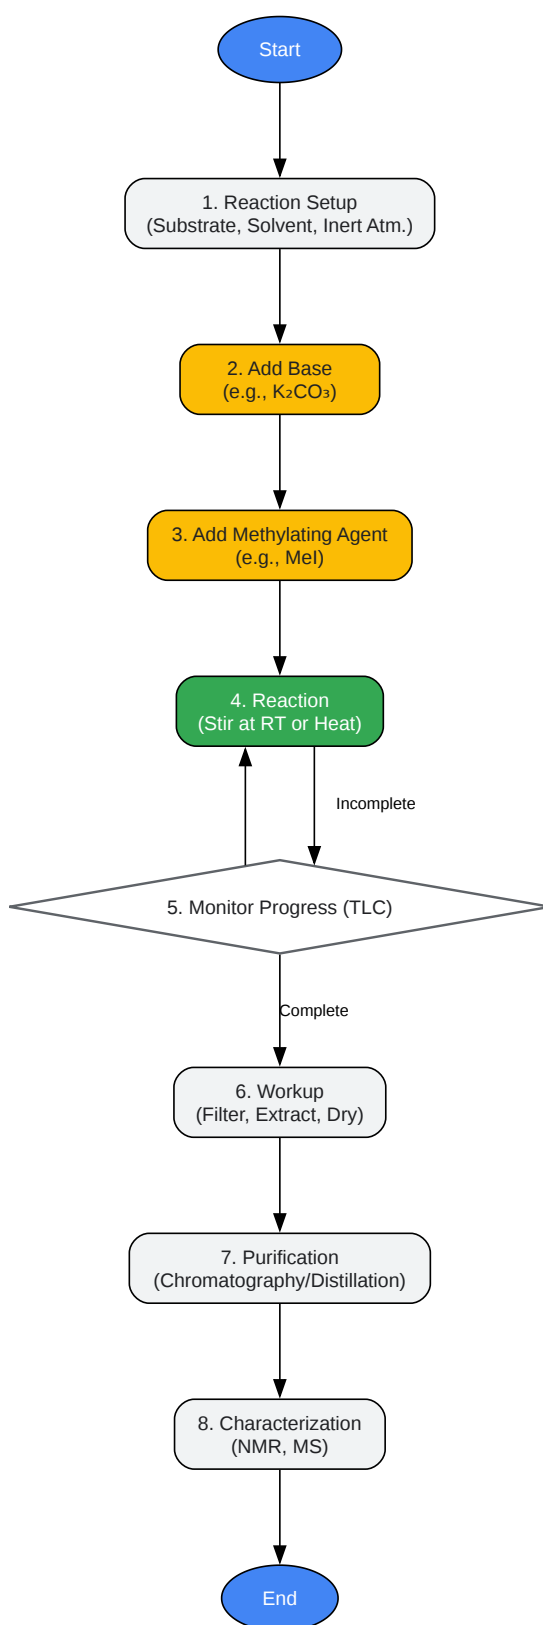 Start
1. Reaction Setup
(Substrate, Solvent, Inert Atm.)
2. Add Base
(e.g., K₂CO₃)
3. Add Methylating Agent
(e.g., MeI)
4. Reaction
(Stir at RT or Heat)
Incomplete
5. Monitor Progress (TLC)
Complete
6. Workup
(Filter, Extract, Dry)
7. Purification
(Chromatography/Distillation)
8. Characterization
(NMR, MS)
End